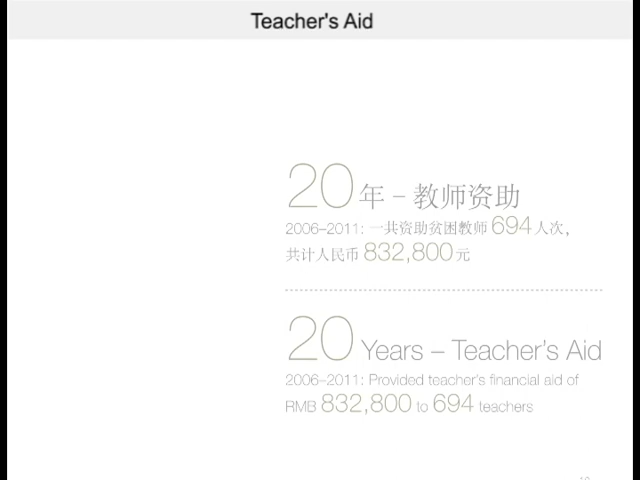 Teacher's Aid
20年－教师资助
2006–2011: 一共资助贫困教师 694 人次，
共计人民币 832,800 元
20 Years – Teacher's Aid
2006–2011: Provided teacher's financial aid of
RMB 832,800 to 694 teachers